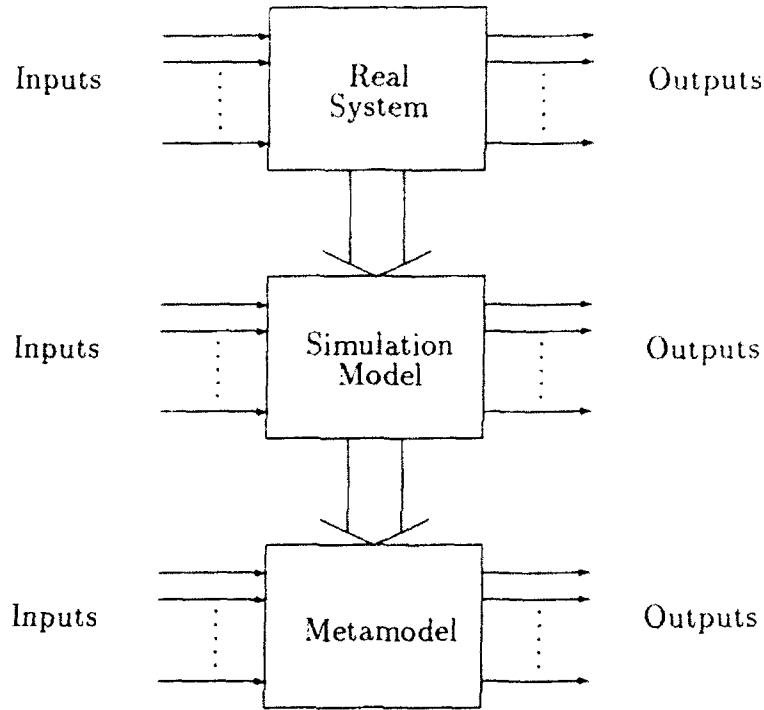 Inputs
Real
System
Outputs
Inputs
Simulation
Model
Outputs
Inputs
Metamodel
Outputs